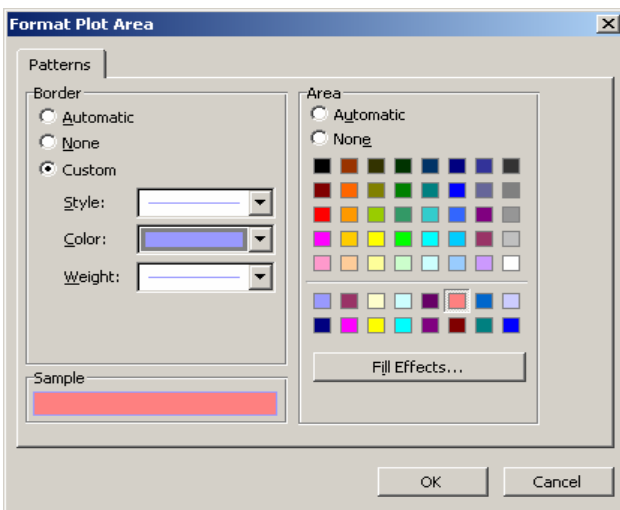 Format Plot Area
Patterns
Border
Automatic
None
Custom
Style:
Color:
Weight:
Sample
Area
Automatic
None
Fill Effects...
OK
Cancel